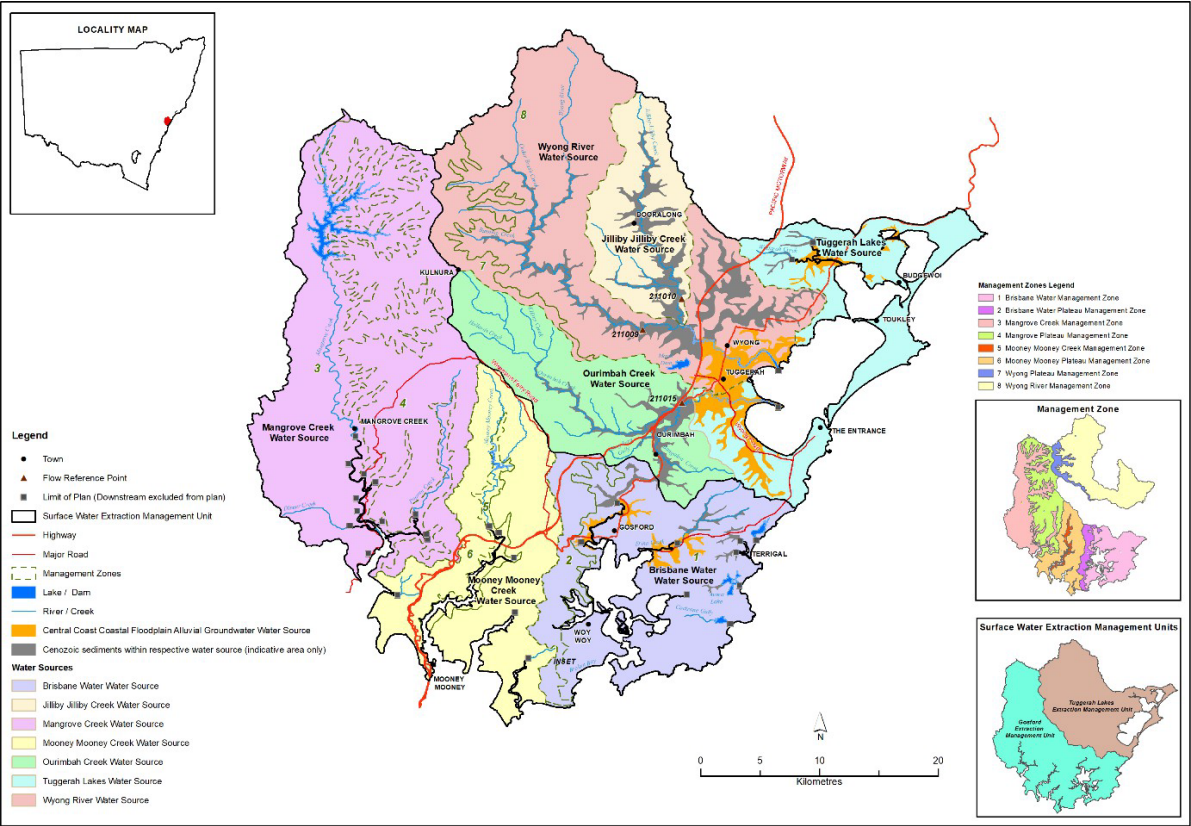 LOCALITY MAP
8
Wyong River
Water Source
DOORALONG
Jilliby Jilliby Creek
Water Source
PACIFIC MOTORWAY
Tuggerah Lakes
Water Source
BUDGEWOI
KULNURA
7
211010
TOUKLEY
211009
WYONG
3
TUGGERAH
Ourimbah Creek
Water Source
211015
4
Mangrove Creek
Water Source
MANGROVE CREEK
OURIMBAH
THE ENTRANCE
5
GOSFORD
6
2
1
TERRIGAL
Mooney Mooney
Creek
Water Source
Brisbane Water
Water Source
WOY
WOY
INSET
MOONEY
MOONEY
N
0 5 10 20
Kilometres
Legend
Town
Flow Reference Point
Limit of Plan (Downstream excluded from plan)
Surface Water Extraction Management Unit
Highway
Major Road
Management Zones
Lake / Dam
River / Creek
Central Coast Coastal Floodplain Alluvial Groundwater Water Source
Cenozoic sediments within respective water source (indicative area only)
Water Sources
Brisbane Water Water Source
Jilliby Jilliby Creek Water Source
Mangrove Creek Water Source
Mooney Mooney Creek Water Source
Ourimbah Creek Water Source
Tuggerah Lakes Water Source
Wyong River Water Source
Management Zones Legend
1 Brisbane Water Management Zone
2 Brisbane Water Plateau Management Zone
3 Mangrove Creek Management Zone
4 Mangrove Plateau Management Zone
5 Mooney Mooney Creek Management Zone
6 Mooney Mooney Plateau Management Zone
7 Wyong Plateau Management Zone
8 Wyong River Management Zone
Management Zone
Surface Water Extraction Management Units
Tuggerah Lakes
Extraction Management Unit
Gosford
Extraction
Management Unit